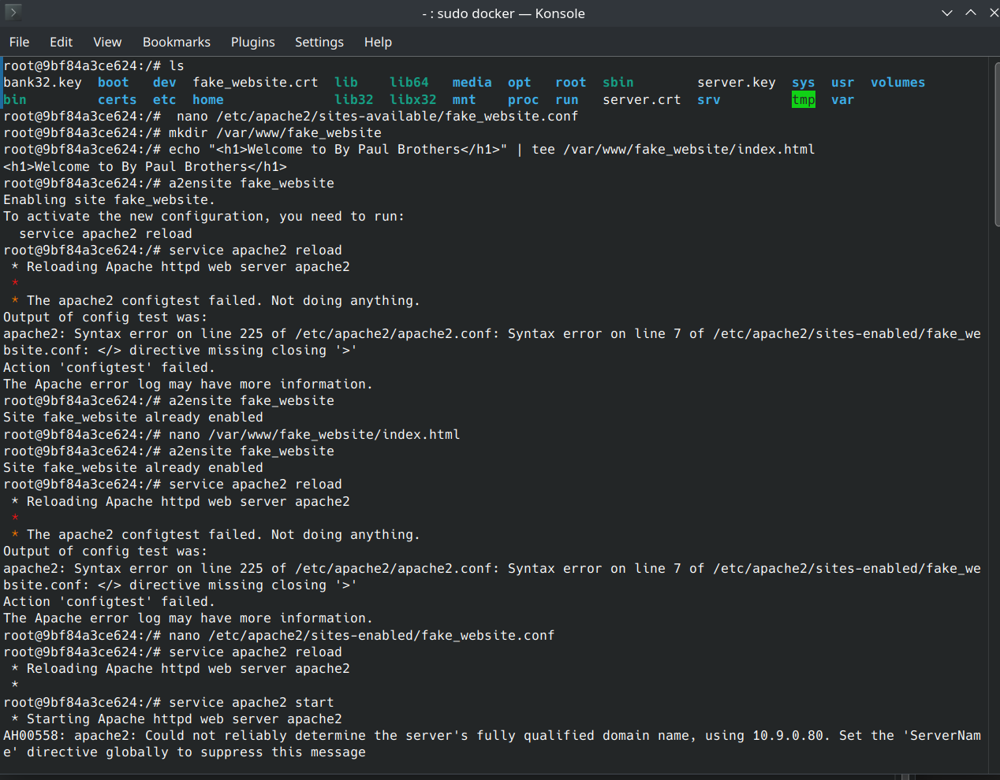 - : sudo docker — Konsole
File Edit View Bookmarks Plugins Settings Help
root@9bf84a3ce624:/# ls
bank32.key boot dev fake_website.crt lib lib64 media opt root sbin server.key sys usr volumes
bin certs etc home lib32 libx32 mnt proc run server.crt srv tmp var
root@9bf84a3ce624:/#  nano /etc/apache2/sites-available/fake_website.conf
root@9bf84a3ce624:/# mkdir /var/www/fake_website
root@9bf84a3ce624:/# echo "<h1>Welcome to By Paul Brothers</h1>" | tee /var/www/fake_website/index.html
<h1>Welcome to By Paul Brothers</h1>
root@9bf84a3ce624:/# a2ensite fake_website
Enabling site fake_website.
To activate the new configuration, you need to run:
  service apache2 reload
root@9bf84a3ce624:/# service apache2 reload
 * Reloading Apache httpd web server apache2
 *
 * The apache2 configtest failed. Not doing anything.
Output of config test was:
apache2: Syntax error on line 225 of /etc/apache2/apache2.conf: Syntax error on line 7 of /etc/apache2/sites-enabled/fake_we
bsite.conf: </> directive missing closing '>'
Action 'configtest' failed.
The Apache error log may have more information.
root@9bf84a3ce624:/# a2ensite fake_website
Site fake_website already enabled
root@9bf84a3ce624:/# nano /var/www/fake_website/index.html
root@9bf84a3ce624:/# a2ensite fake_website
Site fake_website already enabled
root@9bf84a3ce624:/# service apache2 reload
 * Reloading Apache httpd web server apache2
 *
 * The apache2 configtest failed. Not doing anything.
Output of config test was:
apache2: Syntax error on line 225 of /etc/apache2/apache2.conf: Syntax error on line 7 of /etc/apache2/sites-enabled/fake_we
bsite.conf: </> directive missing closing '>'
Action 'configtest' failed.
The Apache error log may have more information.
root@9bf84a3ce624:/# nano /etc/apache2/sites-enabled/fake_website.conf
root@9bf84a3ce624:/# service apache2 reload
 * Reloading Apache httpd web server apache2
 *
root@9bf84a3ce624:/# service apache2 start
 * Starting Apache httpd web server apache2
AH00558: apache2: Could not reliably determine the server's fully qualified domain name, using 10.9.0.80. Set the 'ServerNam
e' directive globally to suppress this message